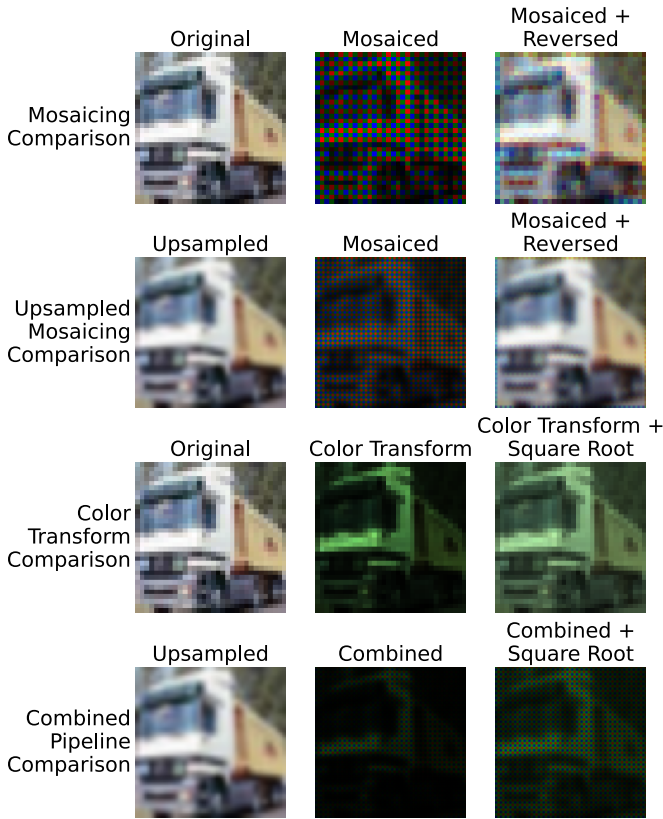 Original
Mosaiced
Mosaiced +
Reversed
Mosaicing
Comparison
Upsampled
Mosaiced
Mosaiced +
Reversed
Upsampled
Mosaicing
Comparison
Original
Color Transform
Color Transform +
Square Root
Color
Transform
Comparison
Upsampled
Combined
Combined +
Square Root
Combined
Pipeline
Comparison